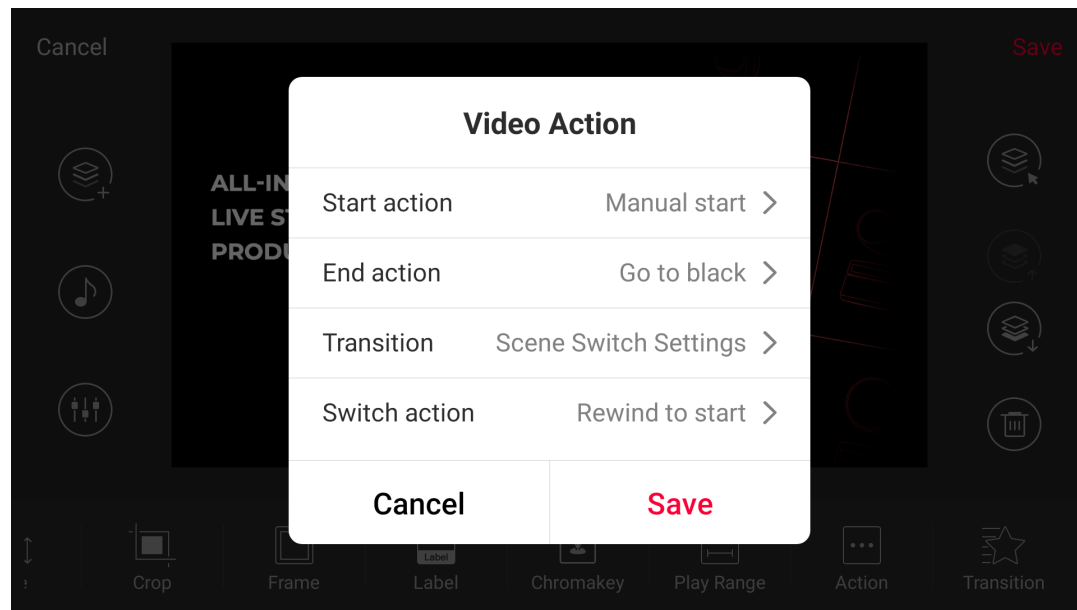 Cancel
Save
Video Action
ALL-IN
LIVE S
PRODU
Start action Manual start
End action Go to black
Transition Scene Switch Settings
Switch action Rewind to start
Cancel Save
Label
Crop Frame Label Chromakey Play Range Action Transition